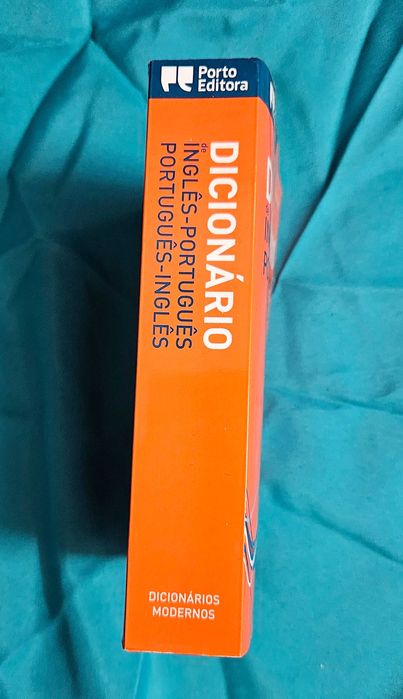 Porto
Editora
DICIONÁRIO
de
INGLÊS-PORTUGUÊS
PORTUGUÊS-INGLÊS
DICIONÁRIOS
MODERNOS